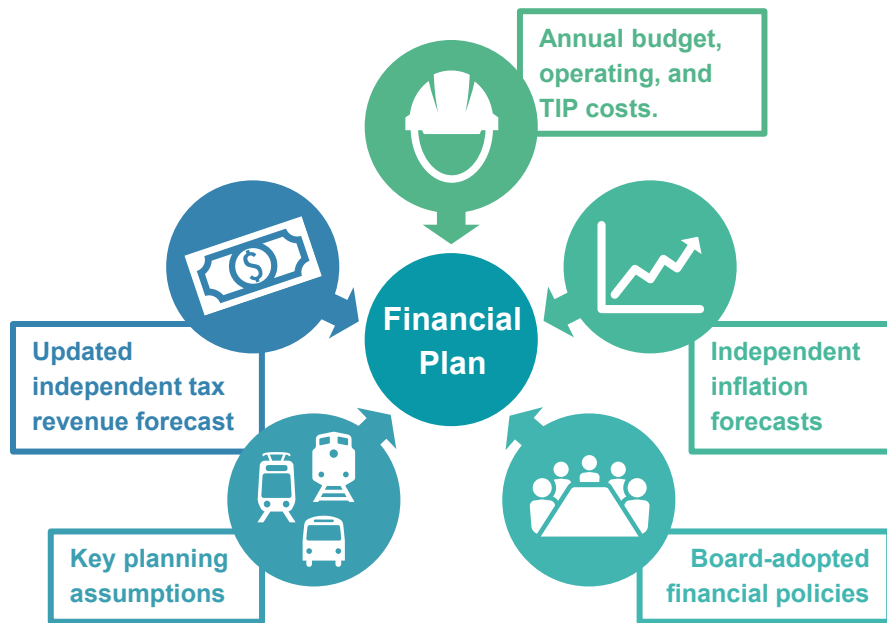 Annual budget,
operating, and
TIP costs.
$
Financial
Plan
Updated
independent tax
revenue forecast
Independent
inflation
forecasts
Key planning
assumptions
Board-adopted
financial policies